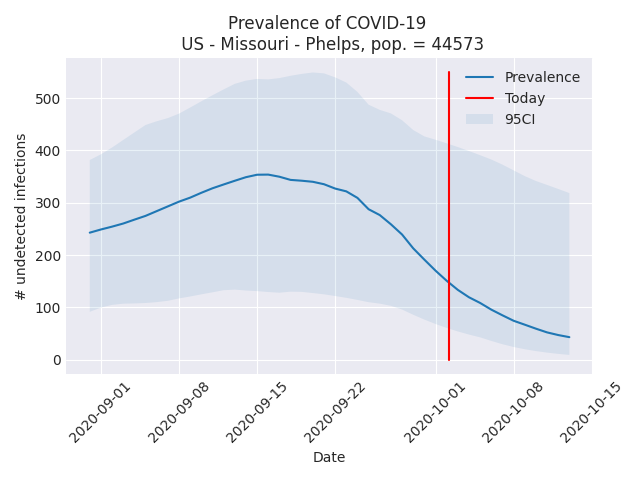 Prevalence of COVID-19
US - Missouri - Phelps, pop. = 44573
Prevalence
Today
95CI
# undetected infections
500
400
300
200
100
0
2020-09-01
2020-09-08
2020-09-15
2020-09-22
2020-10-01
2020-10-08
2020-10-15
Date